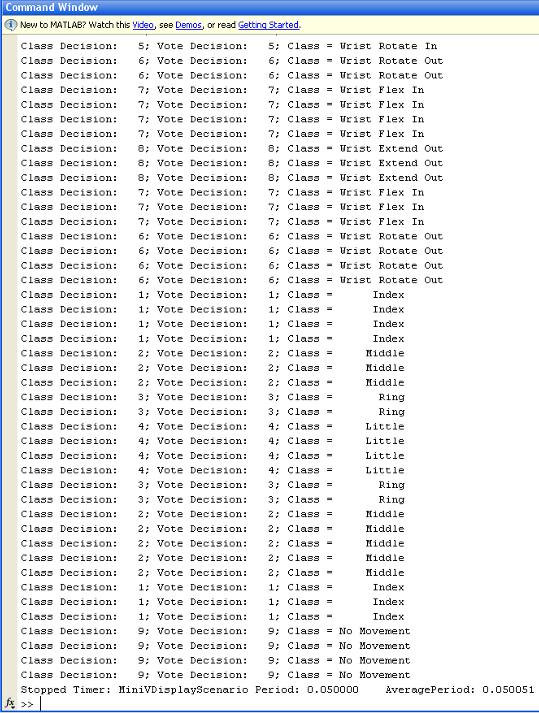 Command Window
New to MATLAB? Watch this Video, see Demos, or read Getting Started.
Class Decision: 5; Vote Decision: 5; Class = Wrist Rotate In
Class Decision: 6; Vote Decision: 6; Class = Wrist Rotate Out
Class Decision: 6; Vote Decision: 6; Class = Wrist Rotate Out
Class Decision: 7; Vote Decision: 7; Class = Wrist Flex In
Class Decision: 7; Vote Decision: 7; Class = Wrist Flex In
Class Decision: 7; Vote Decision: 7; Class = Wrist Flex In
Class Decision: 7; Vote Decision: 7; Class = Wrist Flex In
Class Decision: 8; Vote Decision: 8; Class = Wrist Extend Out
Class Decision: 8; Vote Decision: 8; Class = Wrist Extend Out
Class Decision: 8; Vote Decision: 8; Class = Wrist Extend Out
Class Decision: 7; Vote Decision: 7; Class = Wrist Flex In
Class Decision: 7; Vote Decision: 7; Class = Wrist Flex In
Class Decision: 7; Vote Decision: 7; Class = Wrist Flex In
Class Decision: 6; Vote Decision: 6; Class = Wrist Rotate Out
Class Decision: 6; Vote Decision: 6; Class = Wrist Rotate Out
Class Decision: 6; Vote Decision: 6; Class = Wrist Rotate Out
Class Decision: 6; Vote Decision: 6; Class = Wrist Rotate Out
Class Decision: 1; Vote Decision: 1; Class = Index
Class Decision: 1; Vote Decision: 1; Class = Index
Class Decision: 1; Vote Decision: 1; Class = Index
Class Decision: 1; Vote Decision: 1; Class = Index
Class Decision: 2; Vote Decision: 2; Class = Middle
Class Decision: 2; Vote Decision: 2; Class = Middle
Class Decision: 2; Vote Decision: 2; Class = Middle
Class Decision: 3; Vote Decision: 3; Class = Ring
Class Decision: 3; Vote Decision: 3; Class = Ring
Class Decision: 4; Vote Decision: 4; Class = Little
Class Decision: 4; Vote Decision: 4; Class = Little
Class Decision: 4; Vote Decision: 4; Class = Little
Class Decision: 4; Vote Decision: 4; Class = Little
Class Decision: 3; Vote Decision: 3; Class = Ring
Class Decision: 3; Vote Decision: 3; Class = Ring
Class Decision: 2; Vote Decision: 2; Class = Middle
Class Decision: 2; Vote Decision: 2; Class = Middle
Class Decision: 2; Vote Decision: 2; Class = Middle
Class Decision: 2; Vote Decision: 2; Class = Middle
Class Decision: 2; Vote Decision: 2; Class = Middle
Class Decision: 1; Vote Decision: 1; Class = Index
Class Decision: 1; Vote Decision: 1; Class = Index
Class Decision: 1; Vote Decision: 1; Class = Index
Class Decision: 9; Vote Decision: 9; Class = No Movement
Class Decision: 9; Vote Decision: 9; Class = No Movement
Class Decision: 9; Vote Decision: 9; Class = No Movement
Class Decision: 9; Vote Decision: 9; Class = No Movement
Stopped Timer: MiniVDisplayScenario Period: 0.050000 AveragePeriod: 0.050051
fx >>